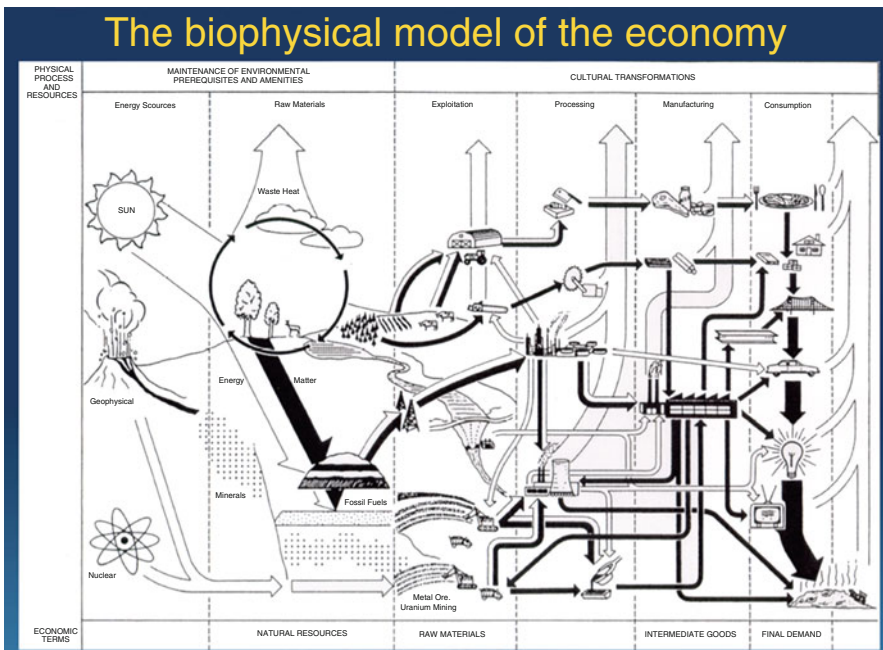 The biophysical model of the economy
PHYSICAL
PROCESS
AND
RESOURCES
MAINTENANCE OF ENVIRONMENTAL
PREREQUISITES AND AMENITIES
CULTURAL TRANSFORMATIONS
Energy Scources
Raw Materials
Exploitation
Processing
Manufacturing
Consumption
Waste Heat
SUN
Energy
Matter
Geophysical
Minerals
Fossil Fuels
Nuclear
Metal Ore.
Uranium Mining
ECONOMIC
TERMS
NATURAL RESOURCES
RAW MATERIALS
INTERMEDIATE GOODS
FINAL DEMAND